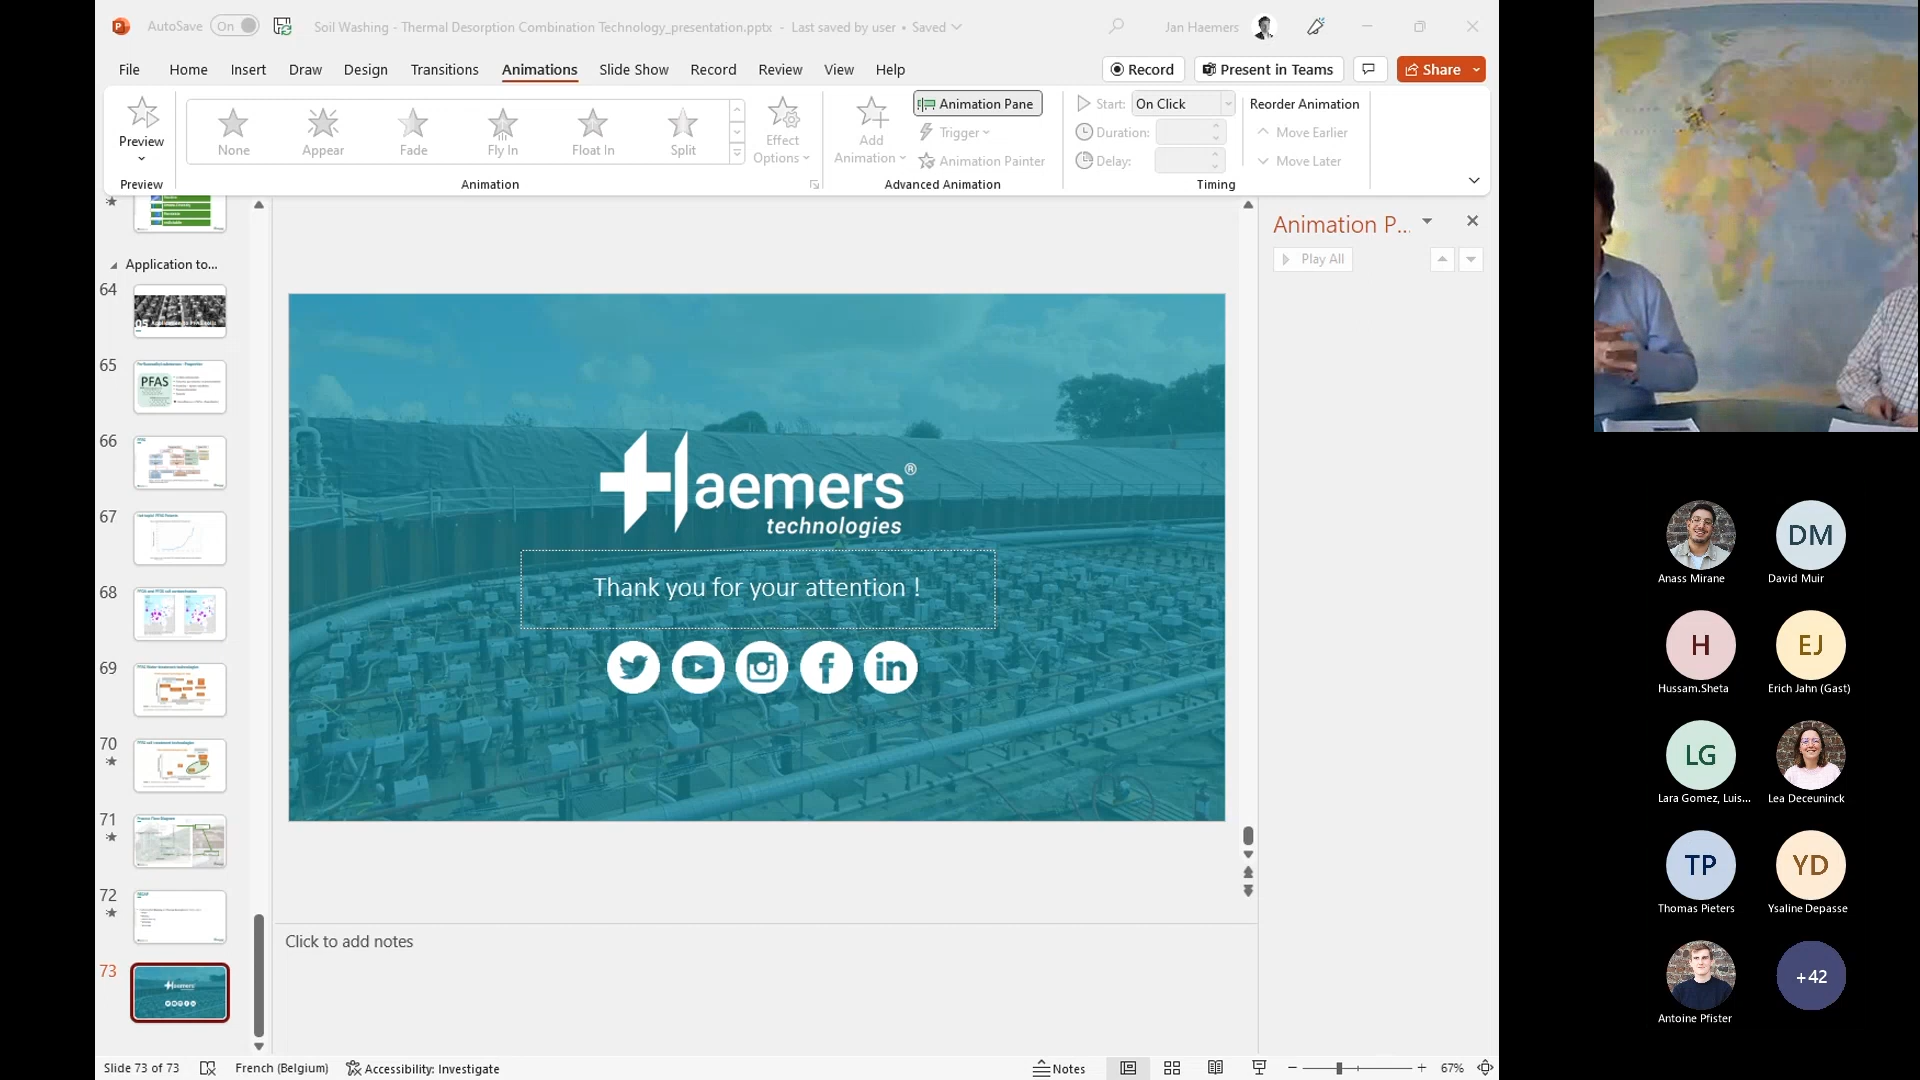 AutoSave On Soil Washing - Thermal Desorption Combination Technology_presentation.pptx - Last saved by user • Saved Jan Haemers
File Home Insert Draw Design Transitions Animations Slide Show Record Review View Help Record Present in Teams Share
Preview
None Appear Fade Fly In Float In Split
Effect Options
Add Animation
Animation Pane
Trigger
Animation Painter
Start: On Click
Duration:
Delay:
Reorder Animation
Move Earlier
Move Later
Preview Animation Advanced Animation Timing
Application to...
64
05
65
PFAS
66
67
68
69
70
71
72
73
Haemers®
technologies
Thank you for your attention !
Click to add notes
Animation P...
Play All
Slide 73 of 73 French (Belgium) Accessibility: Investigate Notes 67%
DM
Anass Mirane David Muir
H EJ
Hussam.Sheta Erich Jahn (Gast)
LG
Lara Gomez, Luis... Lea Deceuninck
TP YD
Thomas Pieters Ysaline Depasse
+42
Antoine Pfister